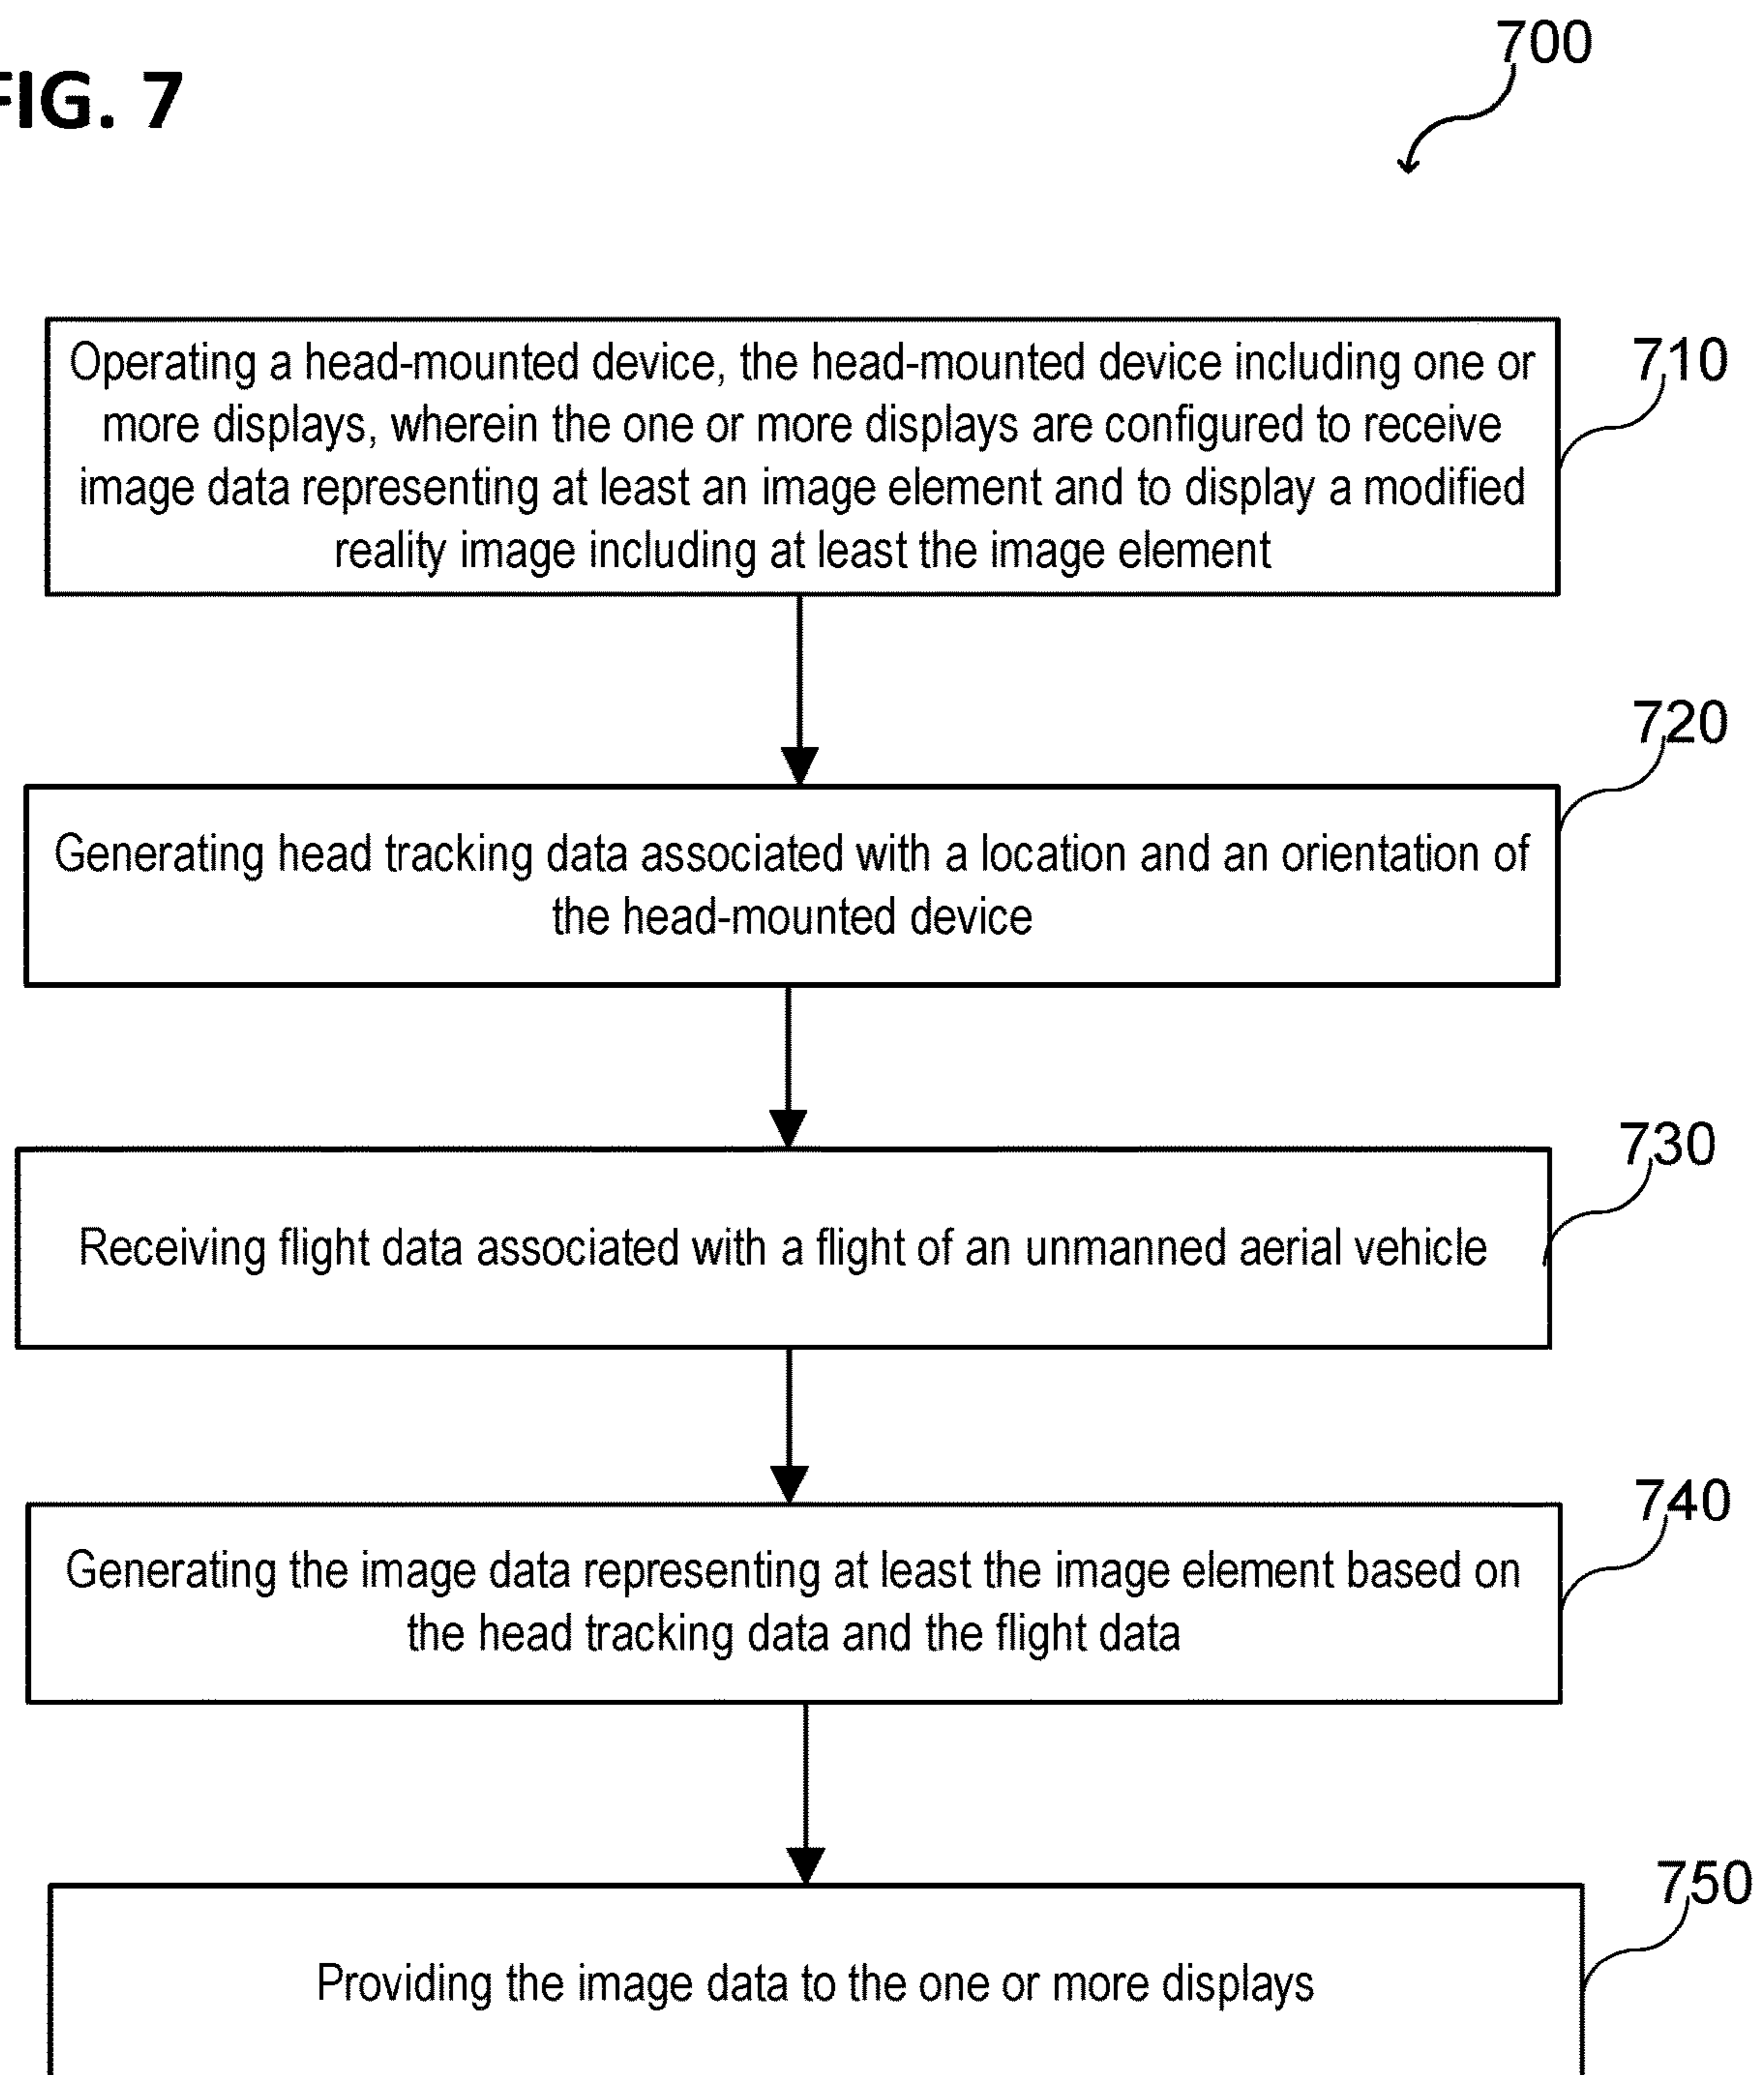 FIG. 7
700
Operating a head-mounted device, the head-mounted device including one or
more displays, wherein the one or more displays are configured to receive
image data representing at least an image element and to display a modified
reality image including at least the image element
710
720
Generating head tracking data associated with a location and an orientation of
the head-mounted device
730
Receiving flight data associated with a flight of an unmanned aerial vehicle
740
Generating the image data representing at least the image element based on
the head tracking data and the flight data
750
Providing the image data to the one or more displays